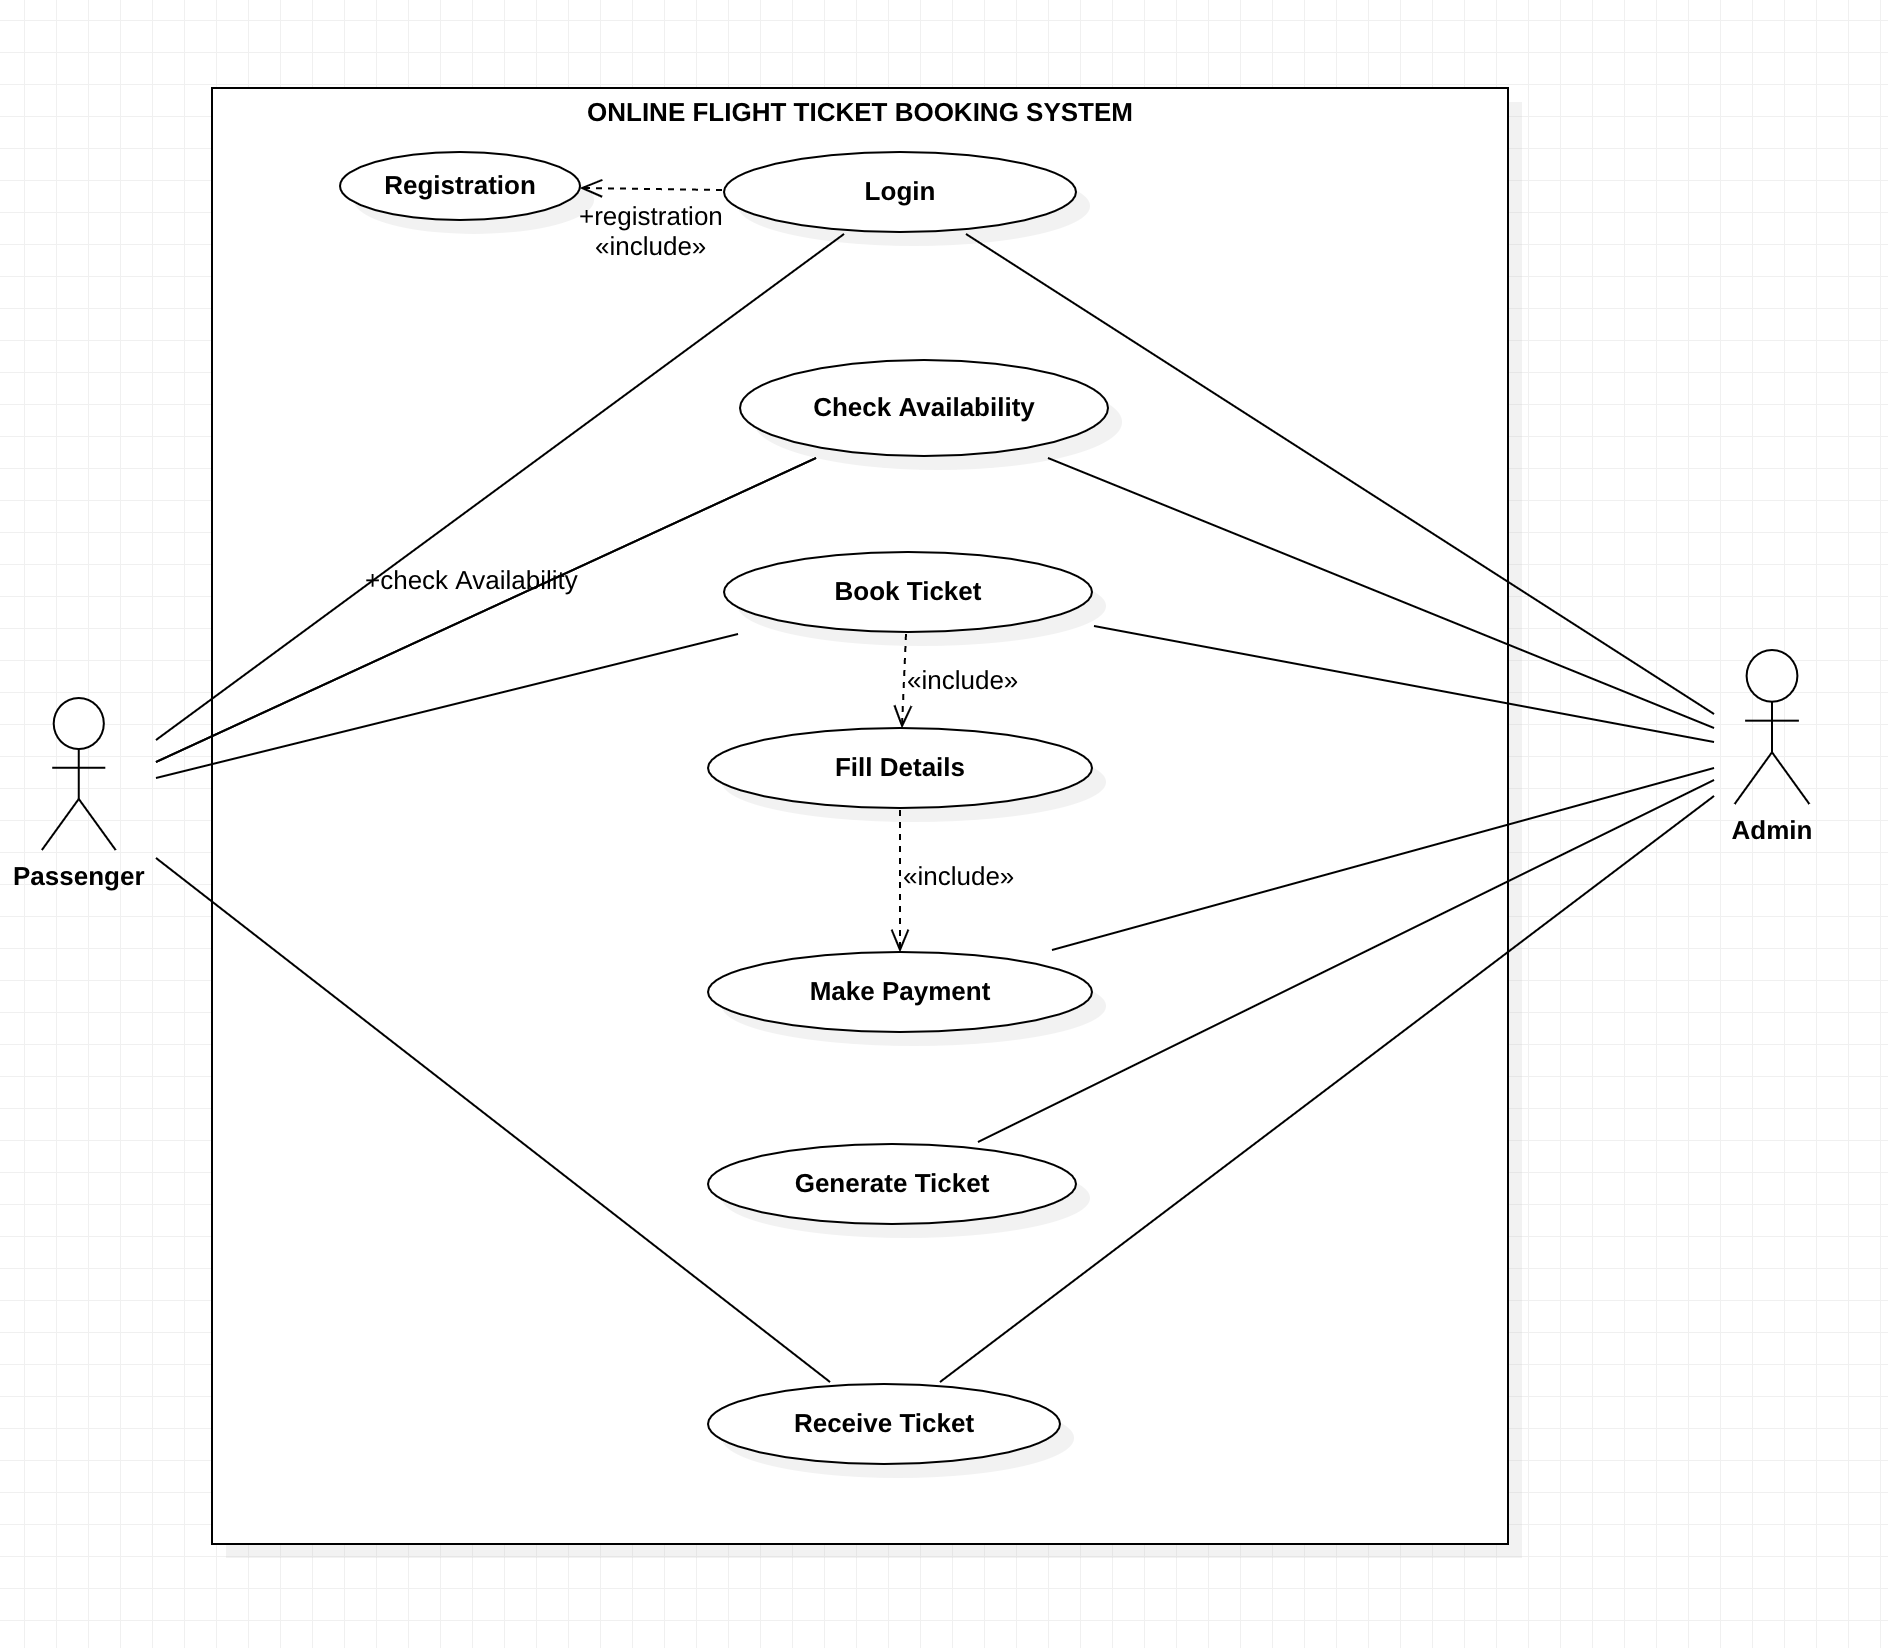 ONLINE FLIGHT TICKET BOOKING SYSTEM
Registration
Login
+registration
«include»
Check Availability
+check Availability
Book Ticket
«include»
Fill Details
Passenger
Admin
«include»
Make Payment
Generate Ticket
Receive Ticket